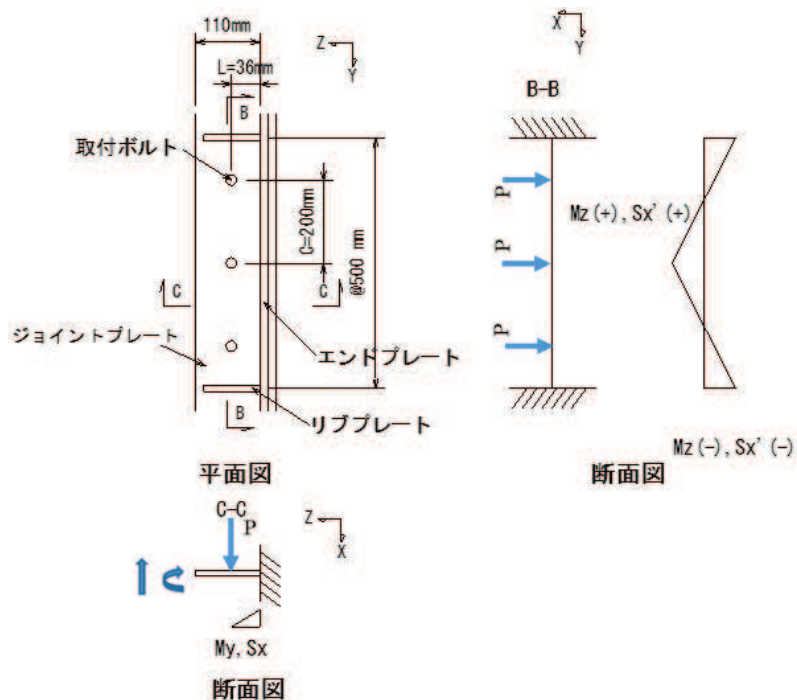 110mm
Z
Y
L=36mm
B
取付ボルト
C=200mm
@500 mm
C
C
ジョイントプレート
エンドプレート
B
リブプレート
平面図
X
Y
B-B
P
P
P
Mz(+), Sx'(+)
Mz(-), Sx'(-)
断面図
C-C
P
Z
X
My, Sx
断面図